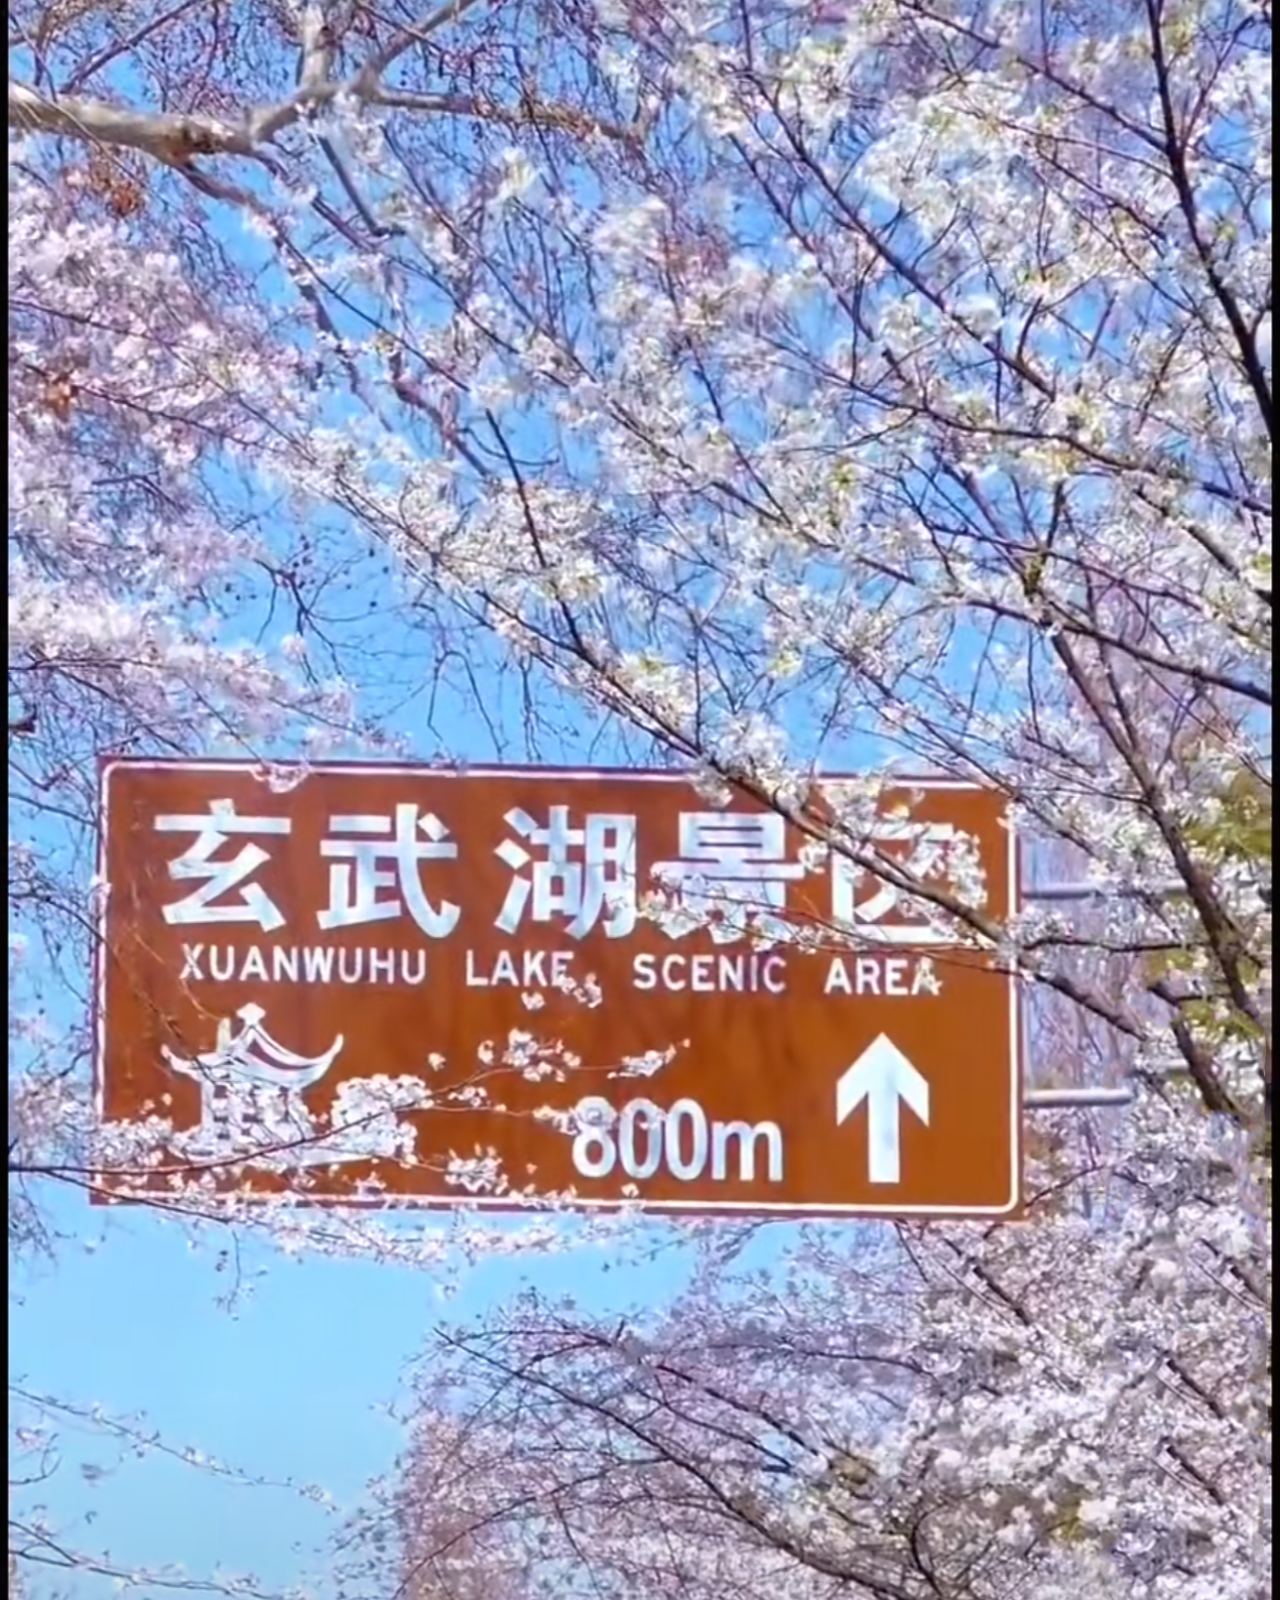 玄武湖景区
XUANWUHU LAKE SCENIC AREA
800m